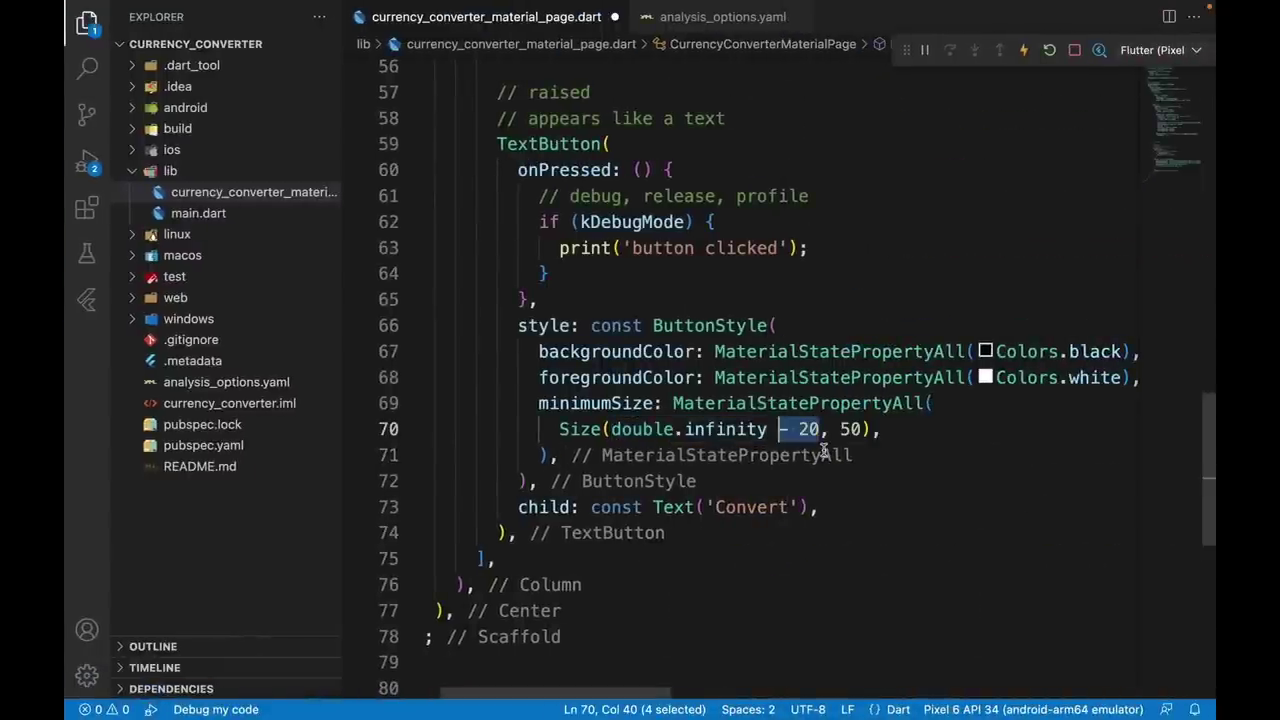 EXPLORER
CURRENCY_CONVERTER
.dart_tool
.idea
android
build
ios
lib
currency_converter_materi...
main.dart
linux
macos
test
web
windows
.gitignore
.metadata
analysis_options.yaml
currency_converter.iml
pubspec.lock
pubspec.yaml
README.md
OUTLINE
TIMELINE
DEPENDENCIES
1
2
currency_converter_material_page.dart
analysis_options.yaml
lib > currency_converter_material_page.dart > CurrencyConverterMaterialPage >
Flutter (Pixel
56
57 // raised
58 // appears like a text
59 TextButton(
60 onPressed: () {
61 // debug, release, profile
62 if (kDebugMode) {
63 print('button clicked');
64 }
65 },
66 style: const ButtonStyle(
67 backgroundColor: MaterialStatePropertyAll(Colors.black),
68 foregroundColor: MaterialStatePropertyAll(Colors.white),
69 minimumSize: MaterialStatePropertyAll(
70 Size(double.infinity - 20, 50),
71 ), // MaterialStatePropertyAll
72 ), // ButtonStyle
73 child: const Text('Convert'),
74 ), // TextButton
75 ],
76 ), // Column
77 ), // Center
78 ; // Scaffold
79
80
0 0 Debug my code Ln 70, Col 40 (4 selected) Spaces: 2 UTF-8 LF {} Dart Pixel 6 API 34 (android-arm64 emulator)